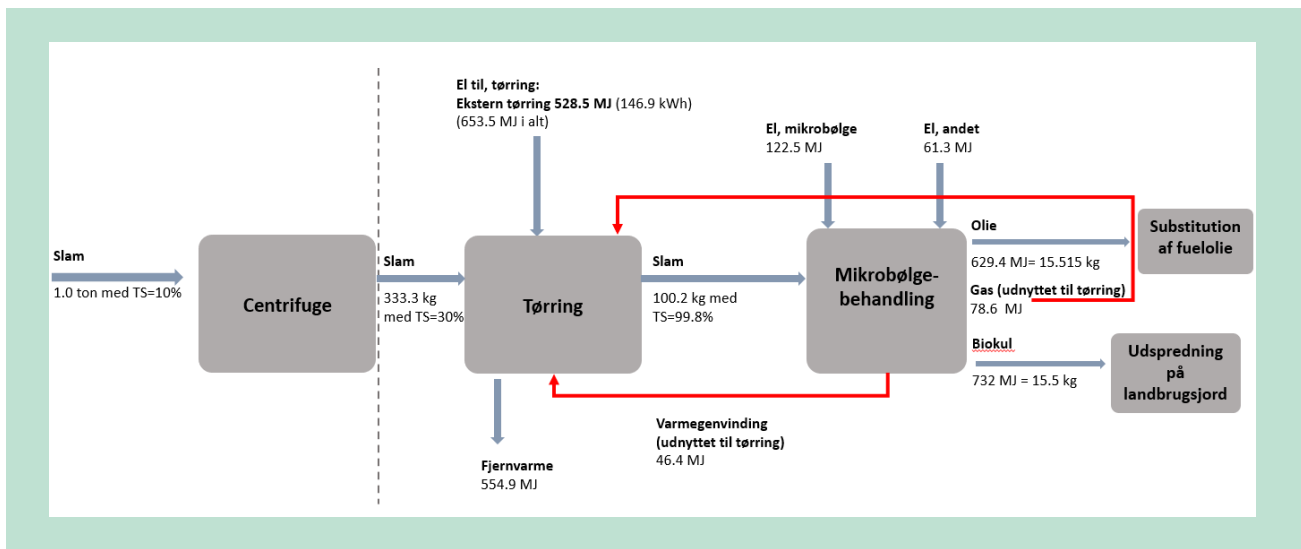 El til, tørring:
Ekstern tørring 528.5 MJ (146.9 kWh)
(653.5 MJ i alt)
El, mikrobølge
122.5 MJ
El, andet
61.3 MJ
Slam
1.0 ton med TS=10%
Centrifuge
Slam
333.3 kg
med TS=30%
Tørring
Slam
100.2 kg med
TS=99.8%
Mikrobølge-
behandling
Olie
629.4 MJ= 15.515 kg
Gas (udnyttet til tørring)
78.6 MJ
Biokul
732 MJ = 15.5 kg
Substitution
af fuelolie
Udspredning
på
landbrugsjord
Varmegenvinding
(udnyttet til tørring)
46.4 MJ
Fjernvarme
554.9 MJ